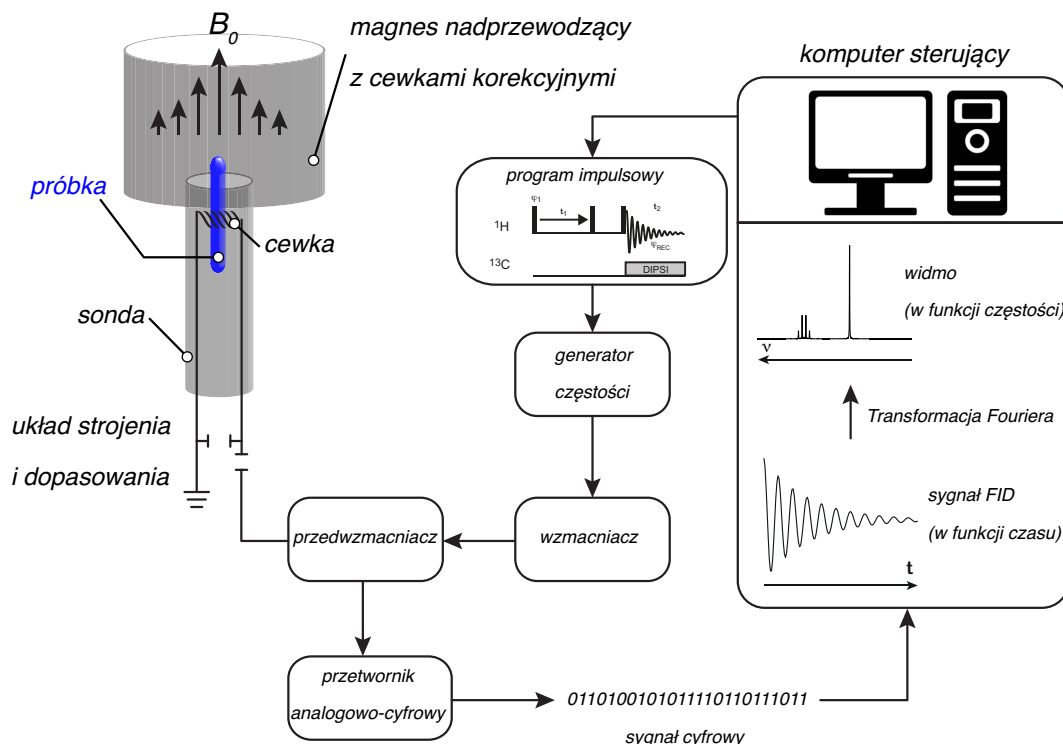 B0
magnes nadprzewodzący
z cewkami korekcyjnymi
komputer sterujący
próbka
cewka
sonda
układ strojenia
i dopasowania
program impulsowy
φ1
t1
t2
1H
φREC
13C
DIPSI
generator
częstości
wzmacniacz
przedwzmacniacz
przetwornik
analogowo-cyfrowy
01101001010111110110111011
sygnał cyfrowy
widmo
(w funkcji częstości)
ν
Transformacja Fouriera
sygnał FID
(w funkcji czasu)
t